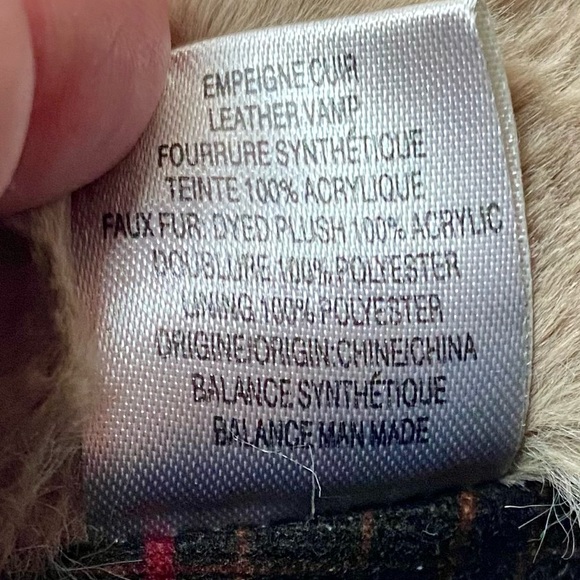 EMPEIGNE CUIR
LEATHER VAMP
FOURRURE SYNTHÉTIQUE
TEINTE 100% ACRYLIQUE
FAUX FUR: DYED PLUSH 100% ACRYLIC
DOUBLURE 100% POLYESTER
LINING 100% POLYESTER
ORIGINE/ORIGIN: CHINE/CHINA
BALANCE SYNTHÉTIQUE
BALANCE MAN MADE